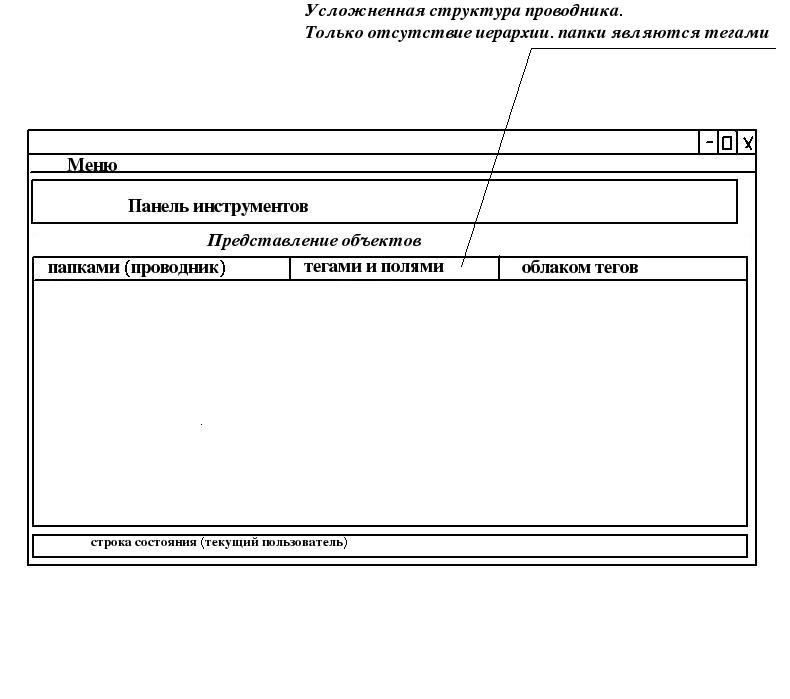 Усложненная структура проводника.
Только отсутствие иерархии. папки являются тегами
Меню
Панель инструментов
Представление объектов
папками (проводник)
тегами и полями
облаком тегов
строка состояния (текущий пользователь)